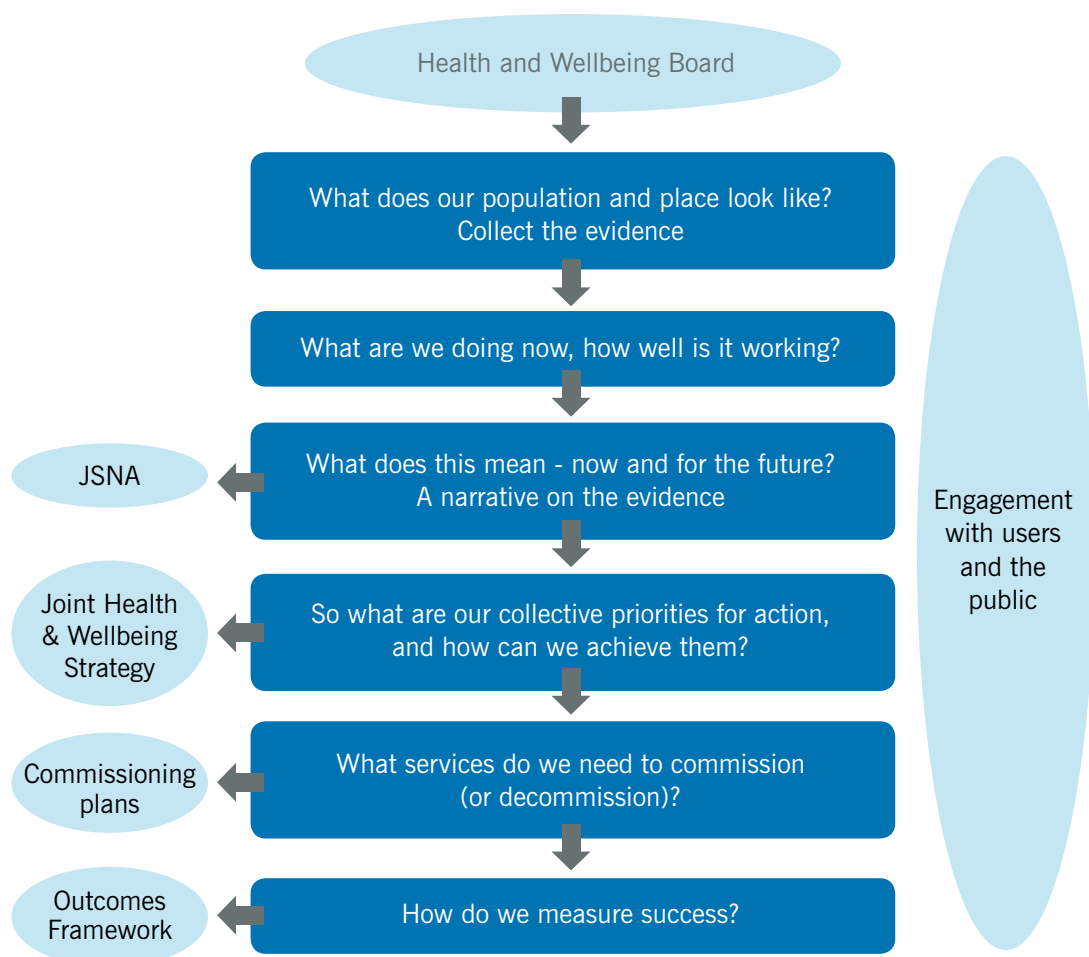 Health and Wellbeing Board
What does our population and place look like?
Collect the evidence
What are we doing now, how well is it working?
JSNA
What does this mean - now and for the future?
A narrative on the evidence
Joint Health
& Wellbeing
Strategy
So what are our collective priorities for action,
and how can we achieve them?
Commissioning
plans
What services do we need to commission
(or decommission)?
Outcomes
Framework
How do we measure success?
Engagement
with users
and the
public